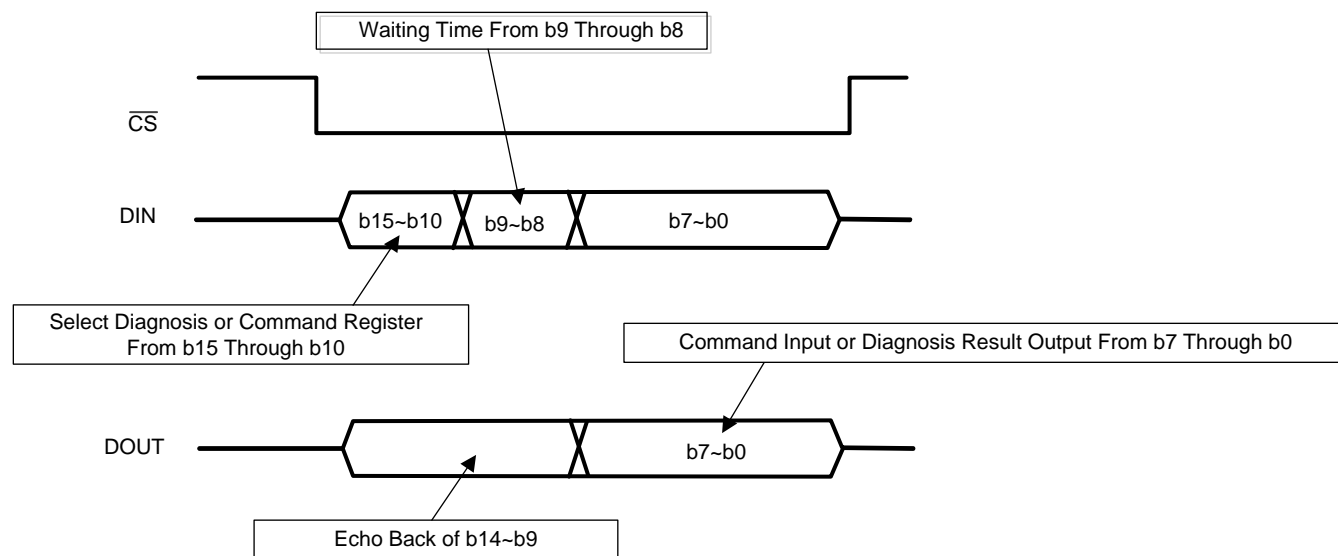 Waiting Time From b9 Through b8
CS
DIN
b15~b10
b9~b8
b7~b0
Select Diagnosis or Command Register
From b15 Through b10
Command Input or Diagnosis Result Output From b7 Through b0
DOUT
b7~b0
Echo Back of b14~b9